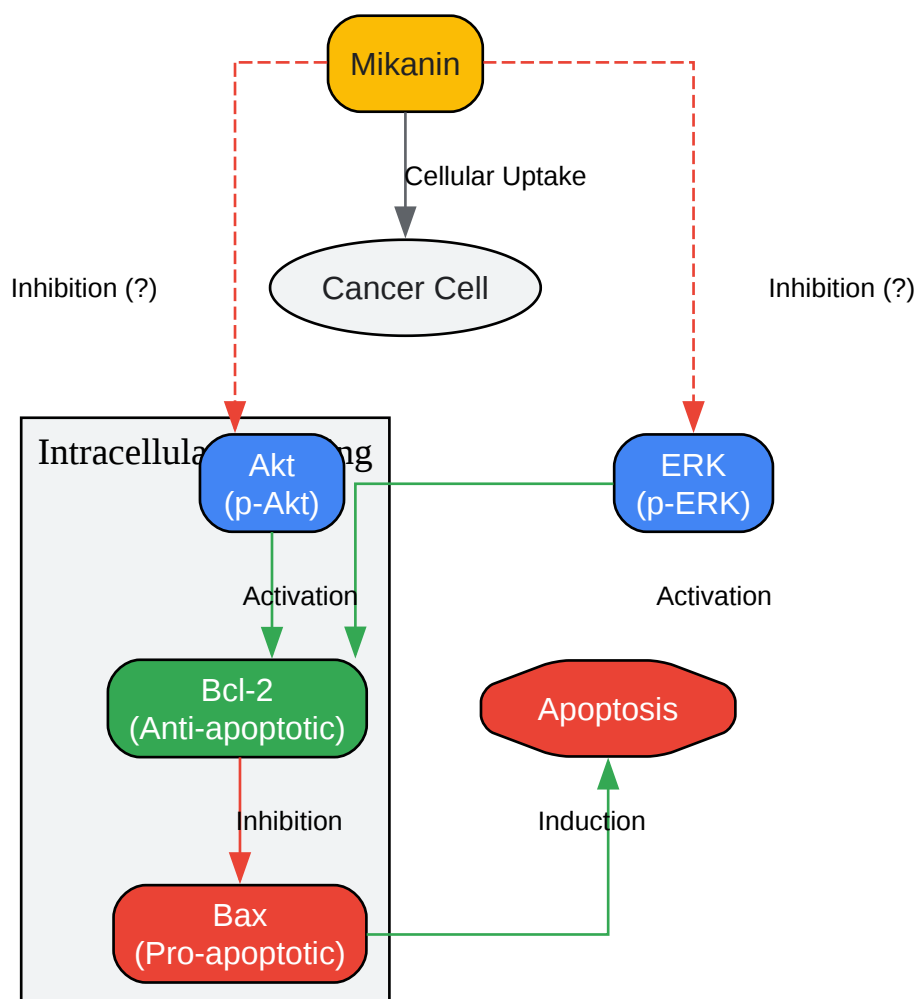 Mikanin
Cellular Uptake
Cancer Cell
Inhibition (?)
Inhibition (?)
Intracellula ng
Akt
(p-Akt)
ERK
(p-ERK)
Activation
Activation
Bcl-2
(Anti-apoptotic)
Apoptosis
Inhibition
Induction
Bax
(Pro-apoptotic)